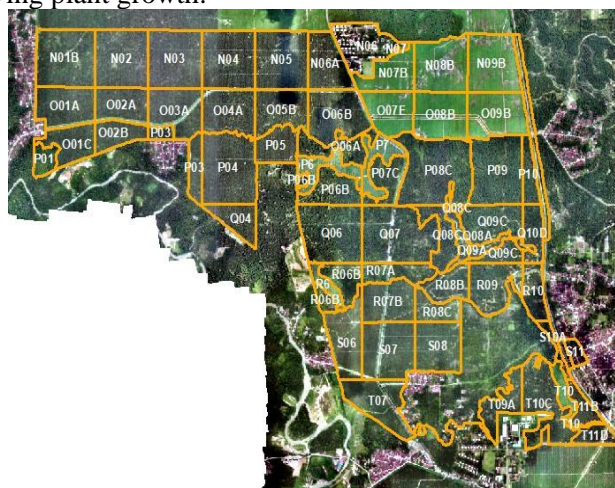 ing plant growth.
N01B N02 N03 N04 N05 N06A N06 N07
N07B N08B N09B
O01A O02A O03A O04A O05B O06B O07E O08B O09B
O01C O02B P03 O06A P7
P01 P03 P04 P05 P6 P07C P08C P09 P10
P06B P06B
Q04 Q06 Q07 Q08C Q08C Q09C Q08A Q10D
Q09A Q09C
R6 R06B R07A
R06B R07B R08B R09 R10
R08C
S06 S07 S08 S10A S11
T07 T09A T10C T10 T11B
T10 T11D